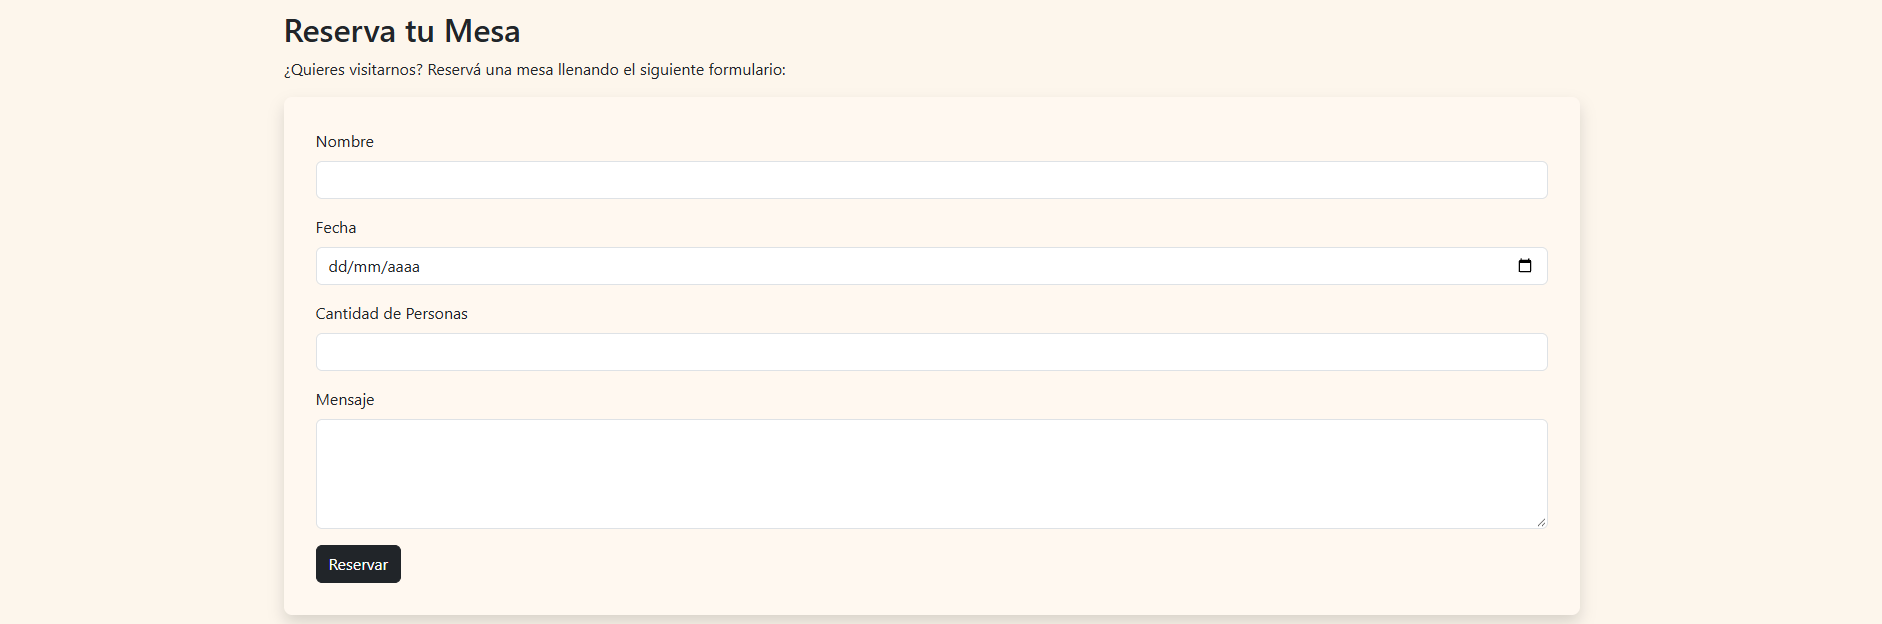 Reserva tu Mesa
¿Quieres visitarnos? Reservá una mesa llenando el siguiente formulario:
Nombre
Fecha
dd/mm/aaaa
Cantidad de Personas
Mensaje
Reservar